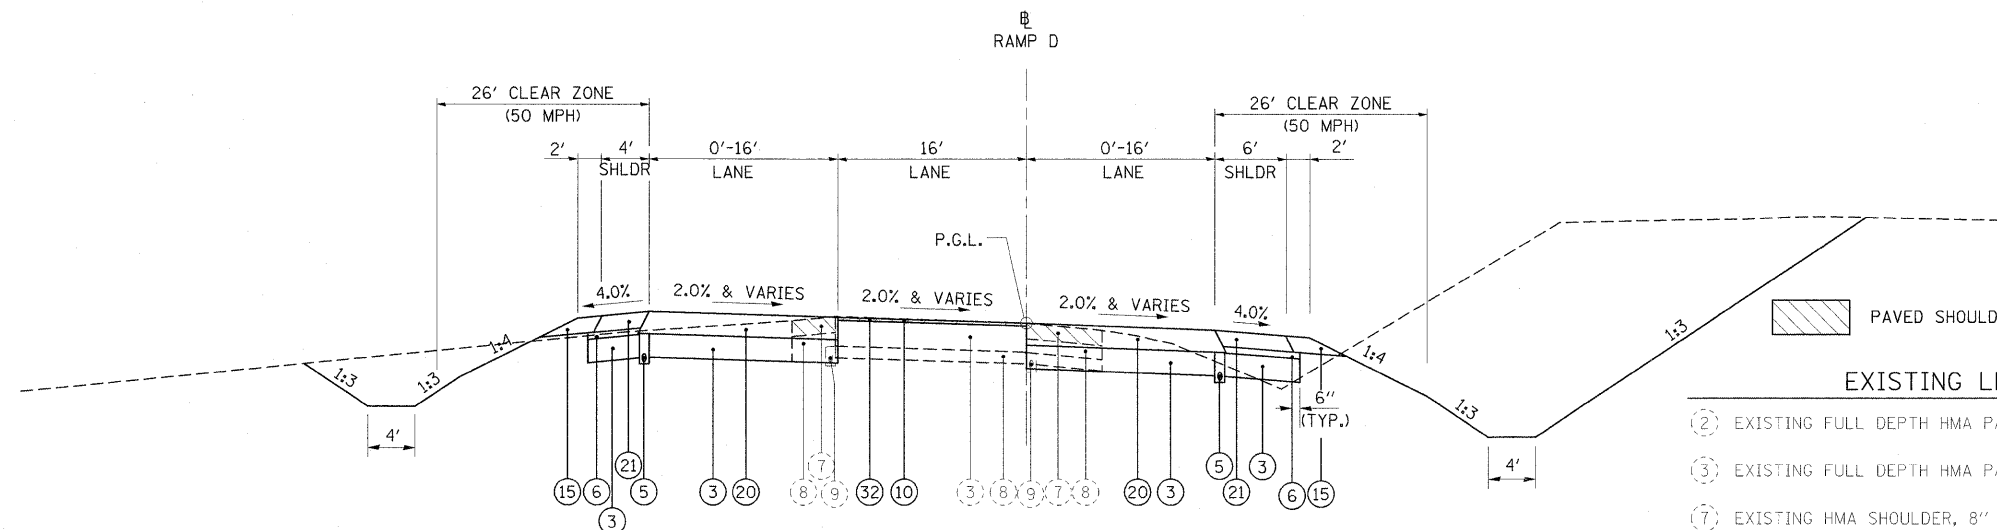 ℄
RAMP D
26' CLEAR ZONE
(50 MPH)
26' CLEAR ZONE
(50 MPH)
2' 4' 0'-16' 16' 0'-16' 6' 2'
SHLDR LANE LANE LANE SHLDR
P.G.L.
4.0% 2.0% & VARIES 2.0% & VARIES 2.0% & VARIES 4.0%
1:3 1:3 1:4 1:4 1:3 1:3
PAVED SHOULD
4' 6" 4'
(TYP.)
EXISTING L
2 EXISTING FULL DEPTH HMA
3 EXISTING FULL DEPTH HMA
7 EXISTING HMA SHOULDER, 8"
21 7 5 3
15 6 5 3 20 8 9 32 10 3 8 9 7 8 20 3 21 6 15
3